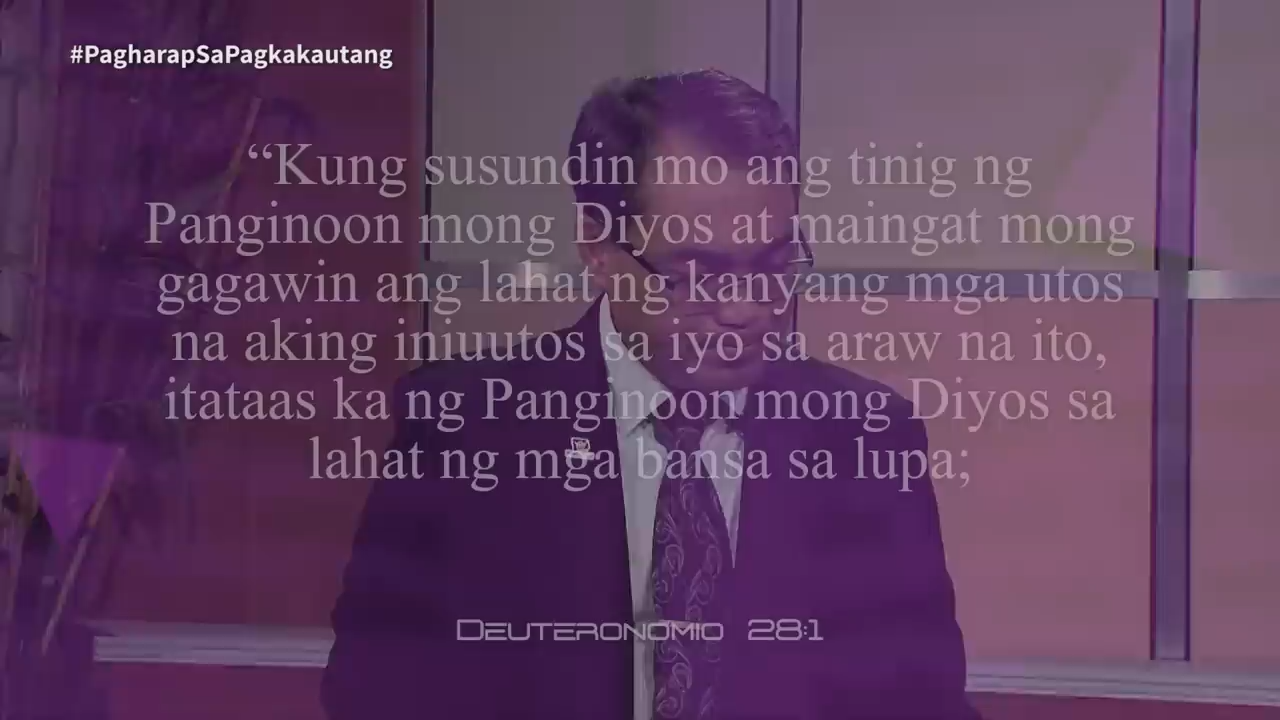 #PagharapSaPagkakautang
“Kung susundin mo ang tinig ng
Panginoon mong Diyos at maingat mong
gagawin ang lahat ng kanyang mga utos
na aking iniuutos sa iyo sa araw na ito,
itataas ka ng Panginoon mong Diyos sa
lahat ng mga bansa sa lupa;
Deuteronomio 28:1